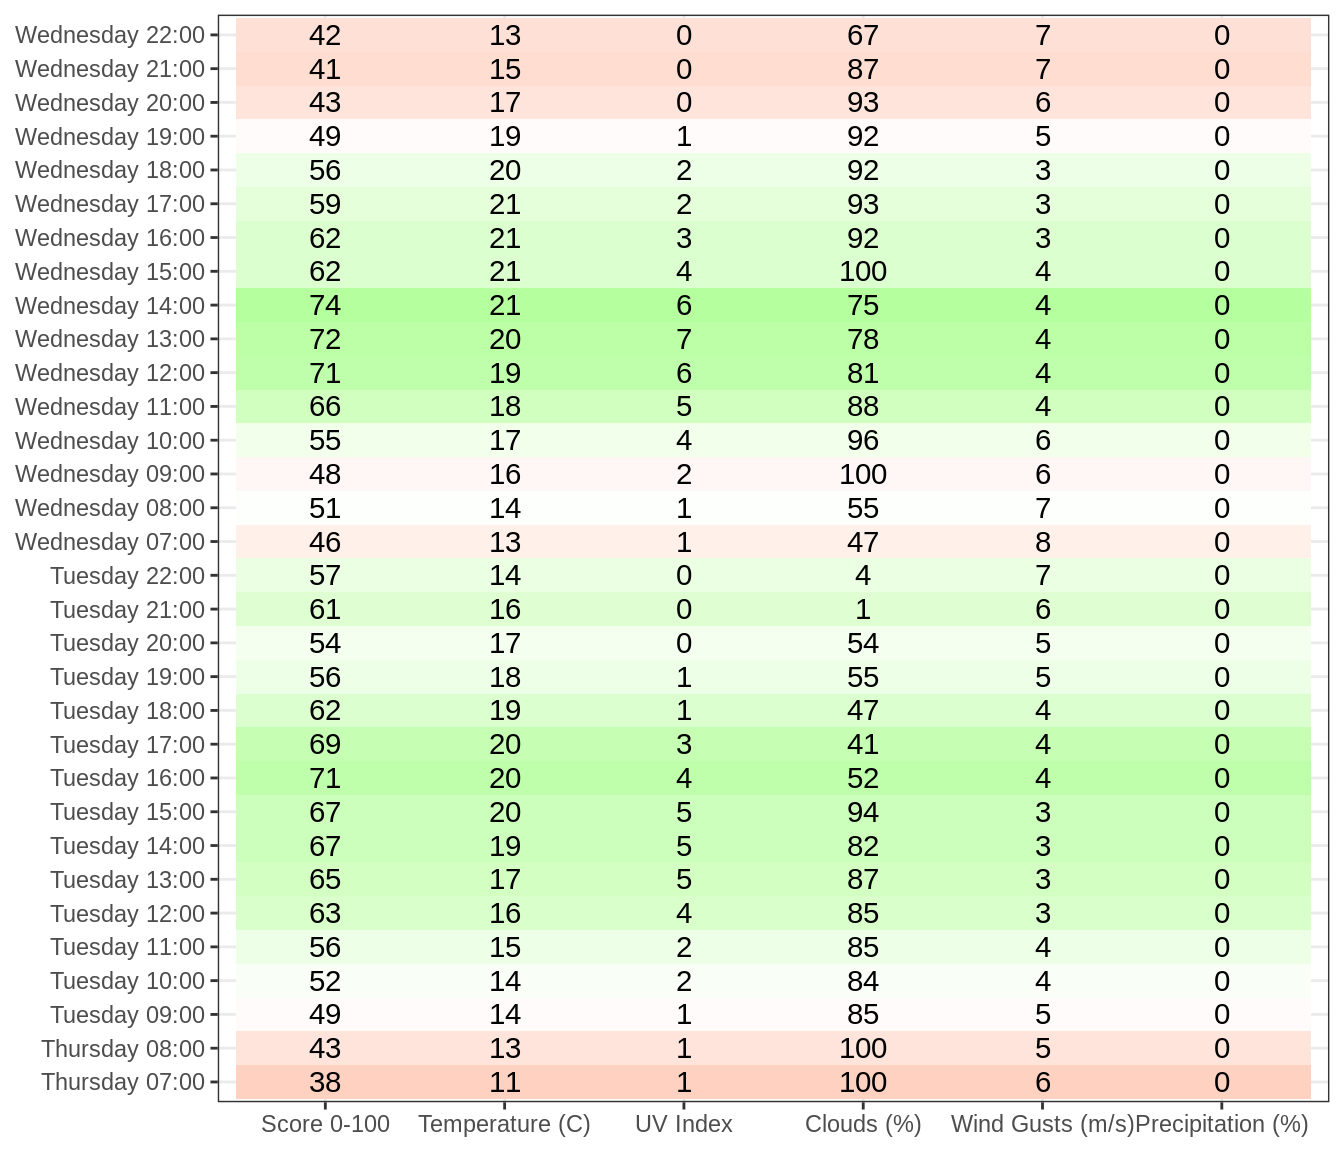 Wednesday 22:00 42 13 0 67 7 0
Wednesday 21:00 41 15 0 87 7 0
Wednesday 20:00 43 17 0 93 6 0
Wednesday 19:00 49 19 1 92 5 0
Wednesday 18:00 56 20 2 92 3 0
Wednesday 17:00 59 21 2 93 3 0
Wednesday 16:00 62 21 3 92 3 0
Wednesday 15:00 62 21 4 100 4 0
Wednesday 14:00 74 21 6 75 4 0
Wednesday 13:00 72 20 7 78 4 0
Wednesday 12:00 71 19 6 81 4 0
Wednesday 11:00 66 18 5 88 4 0
Wednesday 10:00 55 17 4 96 6 0
Wednesday 09:00 48 16 2 100 6 0
Wednesday 08:00 51 14 1 55 7 0
Wednesday 07:00 46 13 1 47 8 0
Tuesday 22:00 57 14 0 4 7 0
Tuesday 21:00 61 16 0 1 6 0
Tuesday 20:00 54 17 0 54 5 0
Tuesday 19:00 56 18 1 55 5 0
Tuesday 18:00 62 19 1 47 4 0
Tuesday 17:00 69 20 3 41 4 0
Tuesday 16:00 71 20 4 52 4 0
Tuesday 15:00 67 20 5 94 3 0
Tuesday 14:00 67 19 5 82 3 0
Tuesday 13:00 65 17 5 87 3 0
Tuesday 12:00 63 16 4 85 3 0
Tuesday 11:00 56 15 2 85 4 0
Tuesday 10:00 52 14 2 84 4 0
Tuesday 09:00 49 14 1 85 5 0
Thursday 08:00 43 13 1 100 5 0
Thursday 07:00 38 11 1 100 6 0
Score 0-100 Temperature (C) UV Index Clouds (%) Wind Gusts (m/s) Precipitation (%)